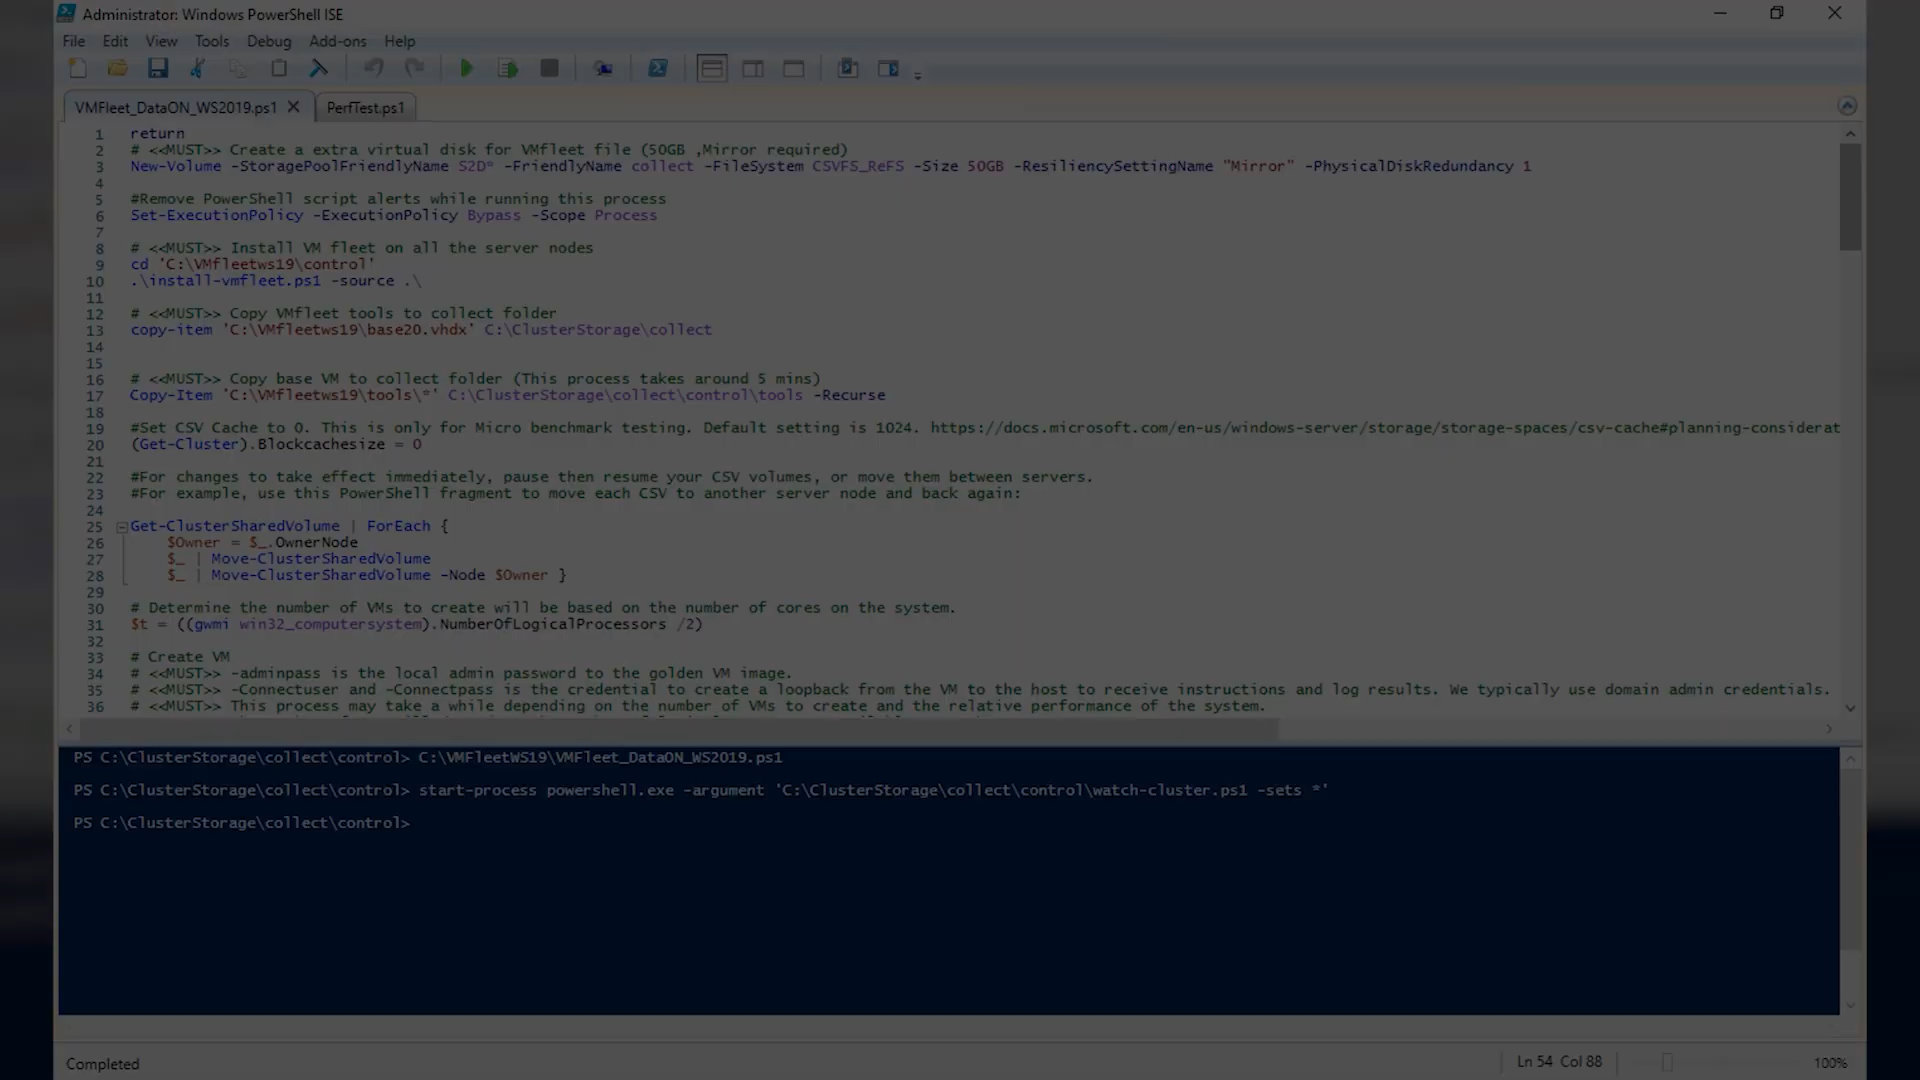 Administrator: Windows PowerShell ISE
File Edit View Tools Debug Add-ons Help
VMFleet_DataON_WS2019.ps1 PerfTest.ps1
1 return
2 # <<MUST>> Create a extra virtual disk for VMfleet file (50GB ,Mirror required)
3 New-Volume -StoragePoolFriendlyName S2D* -FriendlyName collect -FileSystem CSVFS_ReFS -Size 50GB -ResiliencySettingName "Mirror" -PhysicalDiskRedundancy 1
4
5 #Remove PowerShell script alerts while running this process
6 Set-ExecutionPolicy -ExecutionPolicy Bypass -Scope Process
7
8 # <<MUST>> Install VM fleet on all the server nodes
9 cd 'C:\VMfleetws19\control'
10 .\install-vmfleet.ps1 -source .\
11
12 # <<MUST>> Copy VMfleet tools to collect folder
13 copy-item 'C:\VMfleetws19\base20.vhdx' C:\ClusterStorage\collect
14
15
16 # <<MUST>> Copy base VM to collect folder (This process takes around 5 mins)
17 Copy-Item 'C:\VMfleetws19\tools\*' C:\ClusterStorage\collect\control\tools -Recurse
18
19 #Set CSV Cache to 0. This is only for Micro benchmark testing. Default setting is 1024. https://docs.microsoft.com/en-us/windows-server/storage/storage-spaces/csv-cache#planning-considerat
20 (Get-Cluster).Blockcachesize = 0
21
22 #For changes to take effect immediately, pause then resume your CSV volumes, or move them between servers.
23 #For example, use this PowerShell fragment to move each CSV to another server node and back again:
24
25 Get-ClusterSharedVolume | ForEach {
26 $Owner = $_.OwnerNode
27 $_ | Move-ClusterSharedVolume
28 $_ | Move-ClusterSharedVolume -Node $Owner }
29
30 # Determine the number of VMs to create will be based on the number of cores on the system.
31 $t = ((gwmi win32_computersystem).NumberOfLogicalProcessors /2)
32
33 # Create VM
34 # <<MUST>> -adminpass is the local admin password to the golden VM image.
35 # <<MUST>> -Connectuser and -Connectpass is the credential to create a loopback from the VM to the host to receive instructions and log results. We typically use domain admin credentials.
36 # <<MUST>> This process may take a while depending on the number of VMs to create and the relative performance of the system.
PS C:\ClusterStorage\collect\control> C:\VMFleetWS19\VMFleet_DataON_WS2019.ps1
PS C:\ClusterStorage\collect\control> start-process powershell.exe -argument 'C:\ClusterStorage\collect\control\watch-cluster.ps1 -sets *'
PS C:\ClusterStorage\collect\control>
Completed Ln 54 Col 88 100%